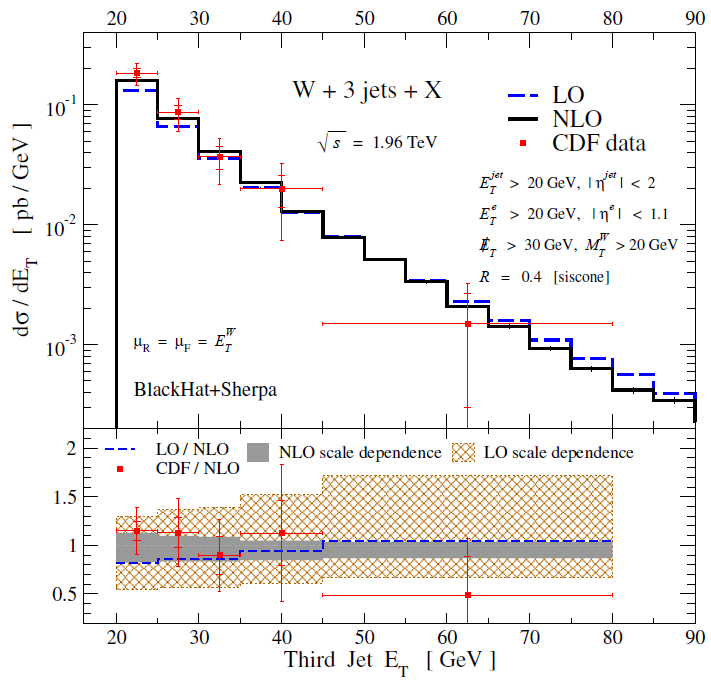 20 30 40 50 60 70 80 90
W + 3 jets + X
LO
NLO
CDF data
√s = 1.96 TeV
E_T^jet > 20 GeV, | η^jet | < 2
E_T^e > 20 GeV, | η^e | < 1.1
E̸_T > 30 GeV, M_T^W > 20 GeV
R = 0.4 [siscone]
10^-1
10^-2
10^-3
dσ / dE_T [ pb / GeV ]
μ_R = μ_F = E_T^W
BlackHat+Sherpa
LO / NLO
CDF / NLO
NLO scale dependence
LO scale dependence
2
1.5
1
0.5
20 30 40 50 60 70 80 90
Third Jet E_T [ GeV ]